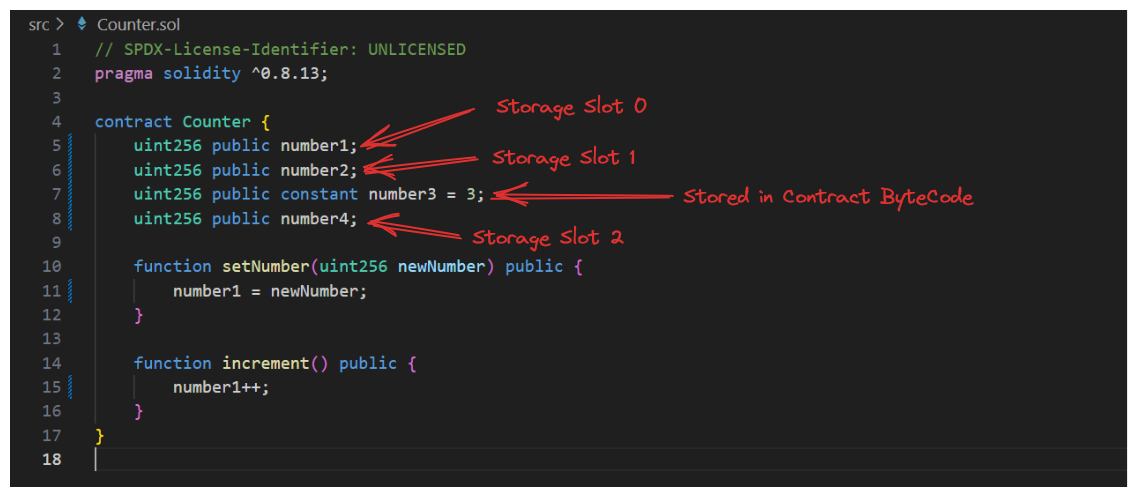 src > Counter.sol
1 // SPDX-License-Identifier: UNLICENSED
2 pragma solidity ^0.8.13;
3
Storage Slot 0
4 contract Counter {
5 uint256 public number1;
Storage Slot 1
6 uint256 public number2;
7 uint256 public constant number3 = 3;
Stored in Contract ByteCode
8 uint256 public number4;
Storage Slot 2
9
10 function setNumber(uint256 newNumber) public {
11 number1 = newNumber;
12 }
13
14 function increment() public {
15 number1++;
16 }
17 }
18